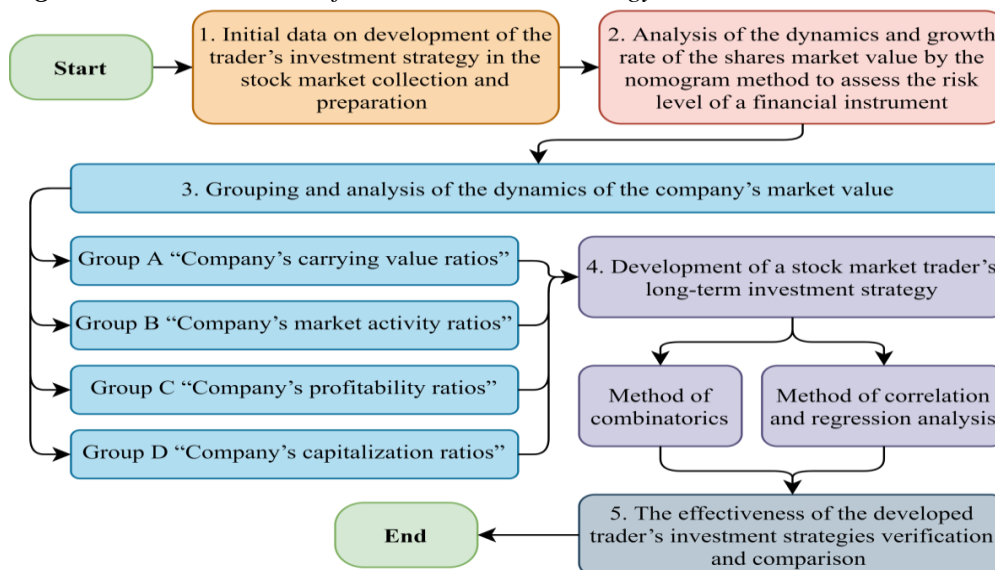 Start
1. Initial data on development of the
trader's investment strategy in the
stock market collection and
preparation
2. Analysis of the dynamics and growth
rate of the shares market value by the
nomogram method to assess the risk
level of a financial instrument
3. Grouping and analysis of the dynamics of the company's market value
Group A “Company's carrying value ratios”
Group B “Company's market activity ratios”
Group C “Company's profitability ratios”
Group D “Company's capitalization ratios”
4. Development of a stock market trader's
long-term investment strategy
Method of
combinatorics
Method of correlation
and regression analysis
5. The effectiveness of the developed
trader's investment strategies verification
and comparison
End